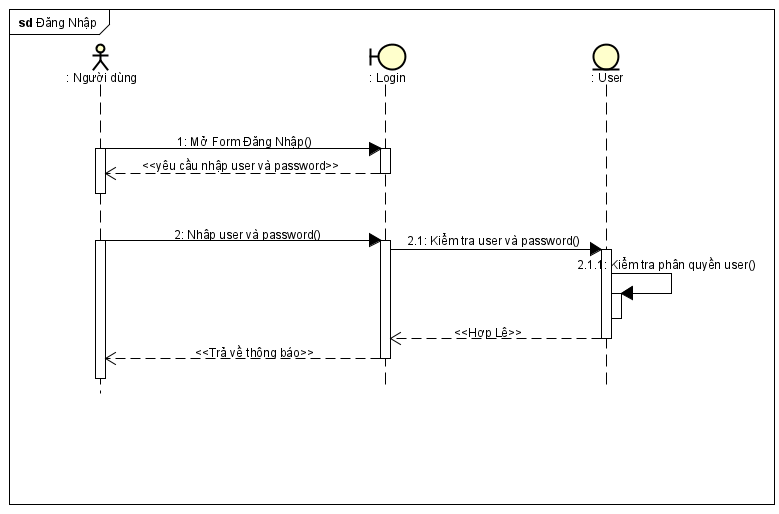 sd Đăng Nhập
: Người dùng
: Login
: User
1: Mở Form Đăng Nhập()
<<yêu cầu nhập user và password>>
2: Nhập user và password()
2.1: Kiểm tra user và password()
2.1.1: Kiểm tra phân quyền user()
<<Hợp Lệ>>
<<Trả về thông báo>>